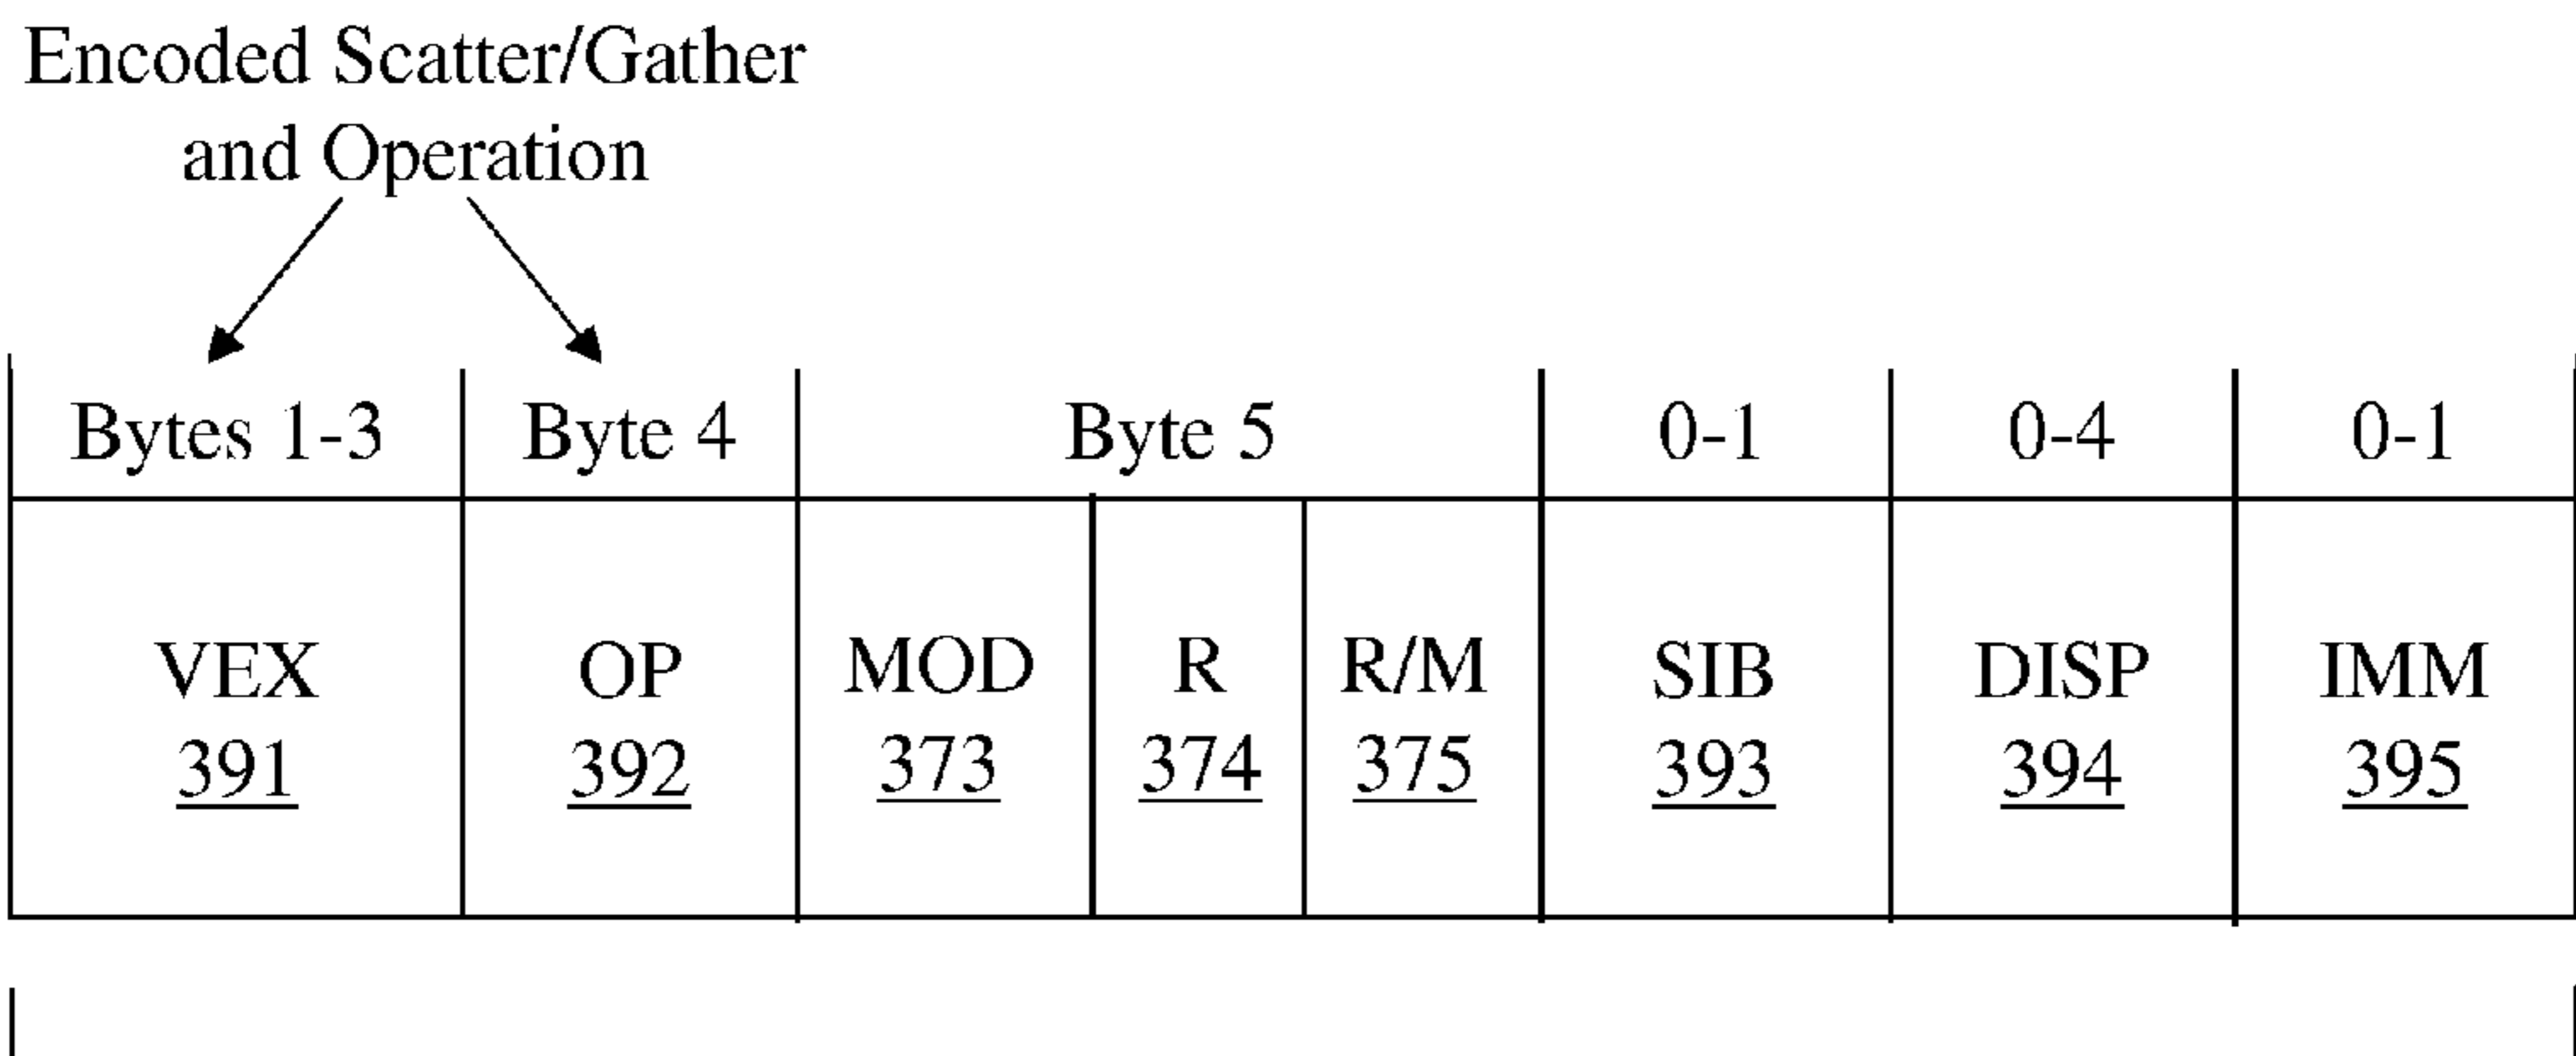 Encoded Scatter/Gather
and Operation
Bytes 1-3 Byte 4 Byte 5 0-1 0-4 0-1
VEX OP MOD R R/M SIB DISP IMM
391 392 373 374 375 393 394 395